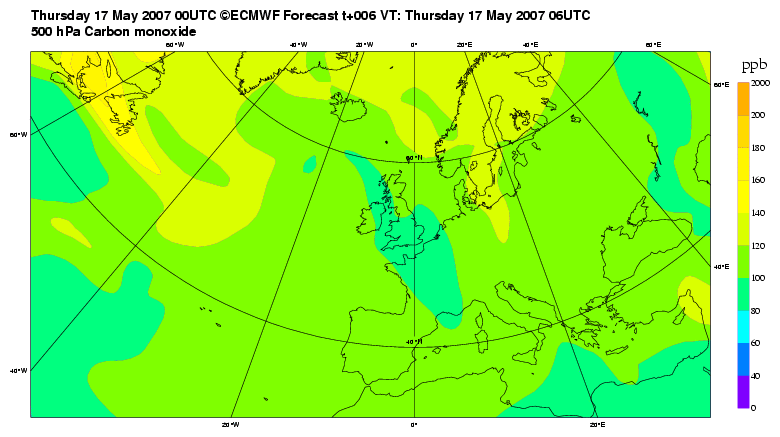 Thursday 17 May 2007 00UTC ©ECMWF Forecast t+006 VT: Thursday 17 May 2007 06UTC
500 hPa Carbon monoxide
60°W 40°W 20°W 0° 20°E 40°E 60°E
ppb
2000
200
180
160
140
120
100
80
60
40
0
60°E
60°W
60°N
40°E
40°N
40°W
20°W 0° 20°E